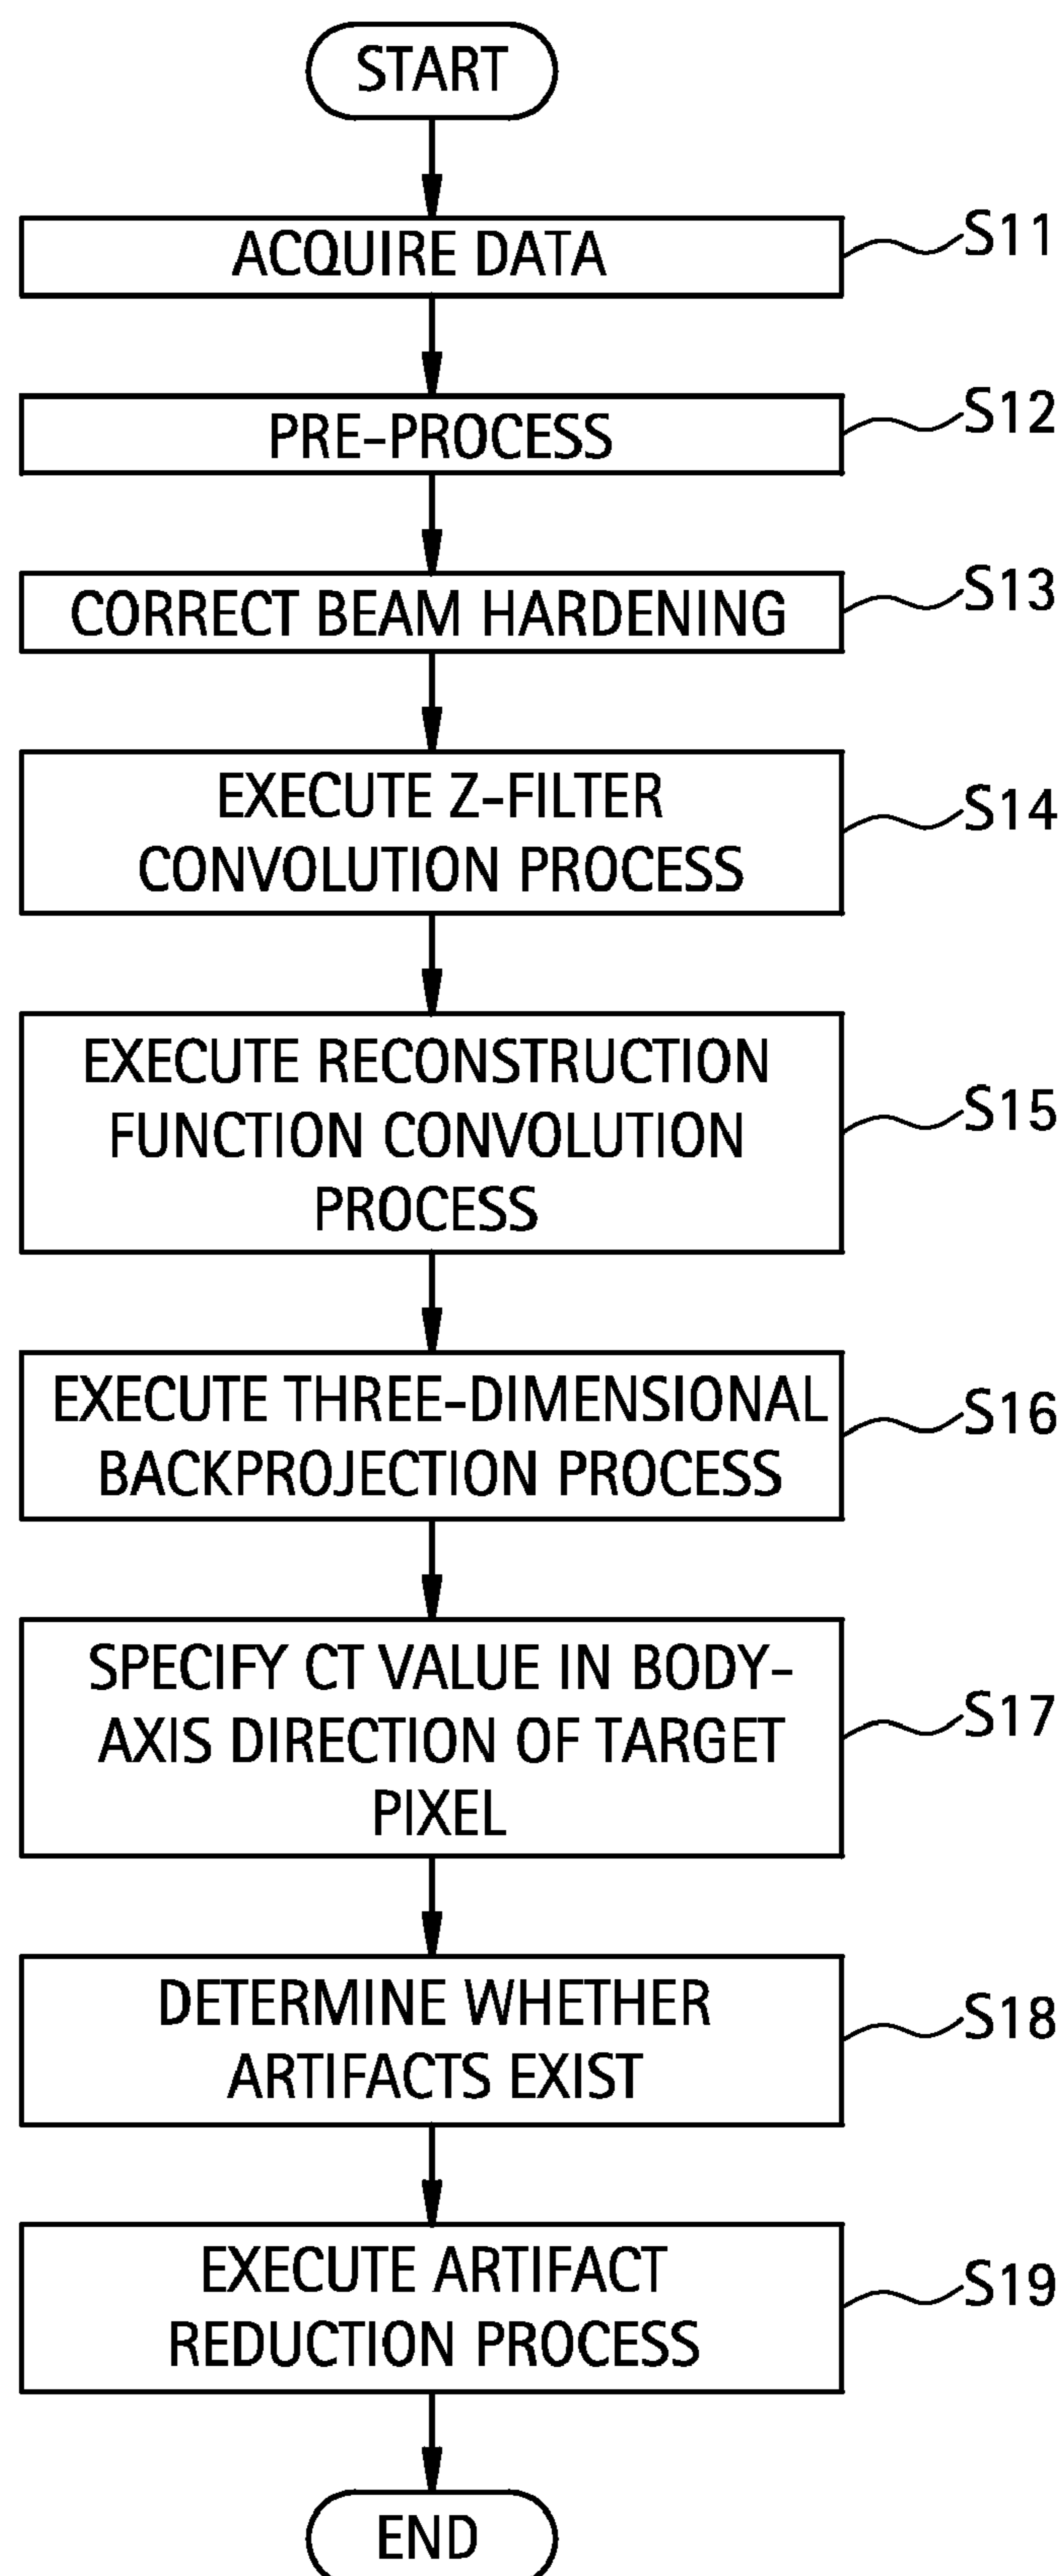 START
ACQUIRE DATA
S11
PRE-PROCESS
S12
CORRECT BEAM HARDENING
S13
EXECUTE Z-FILTER
CONVOLUTION PROCESS
S14
EXECUTE RECONSTRUCTION
FUNCTION CONVOLUTION
PROCESS
S15
EXECUTE THREE-DIMENSIONAL
BACKPROJECTION PROCESS
S16
SPECIFY CT VALUE IN BODY-
AXIS DIRECTION OF TARGET
PIXEL
S17
DETERMINE WHETHER
ARTIFACTS EXIST
S18
EXECUTE ARTIFACT
REDUCTION PROCESS
S19
END